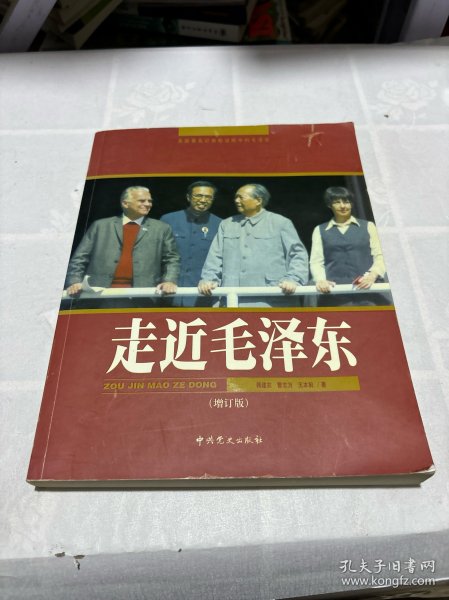 走近毛泽东
ZOU JIN MAO ZE DONG
/著
(增订版)
中共党史出版社
孔夫子旧书网
www.kongfz.com